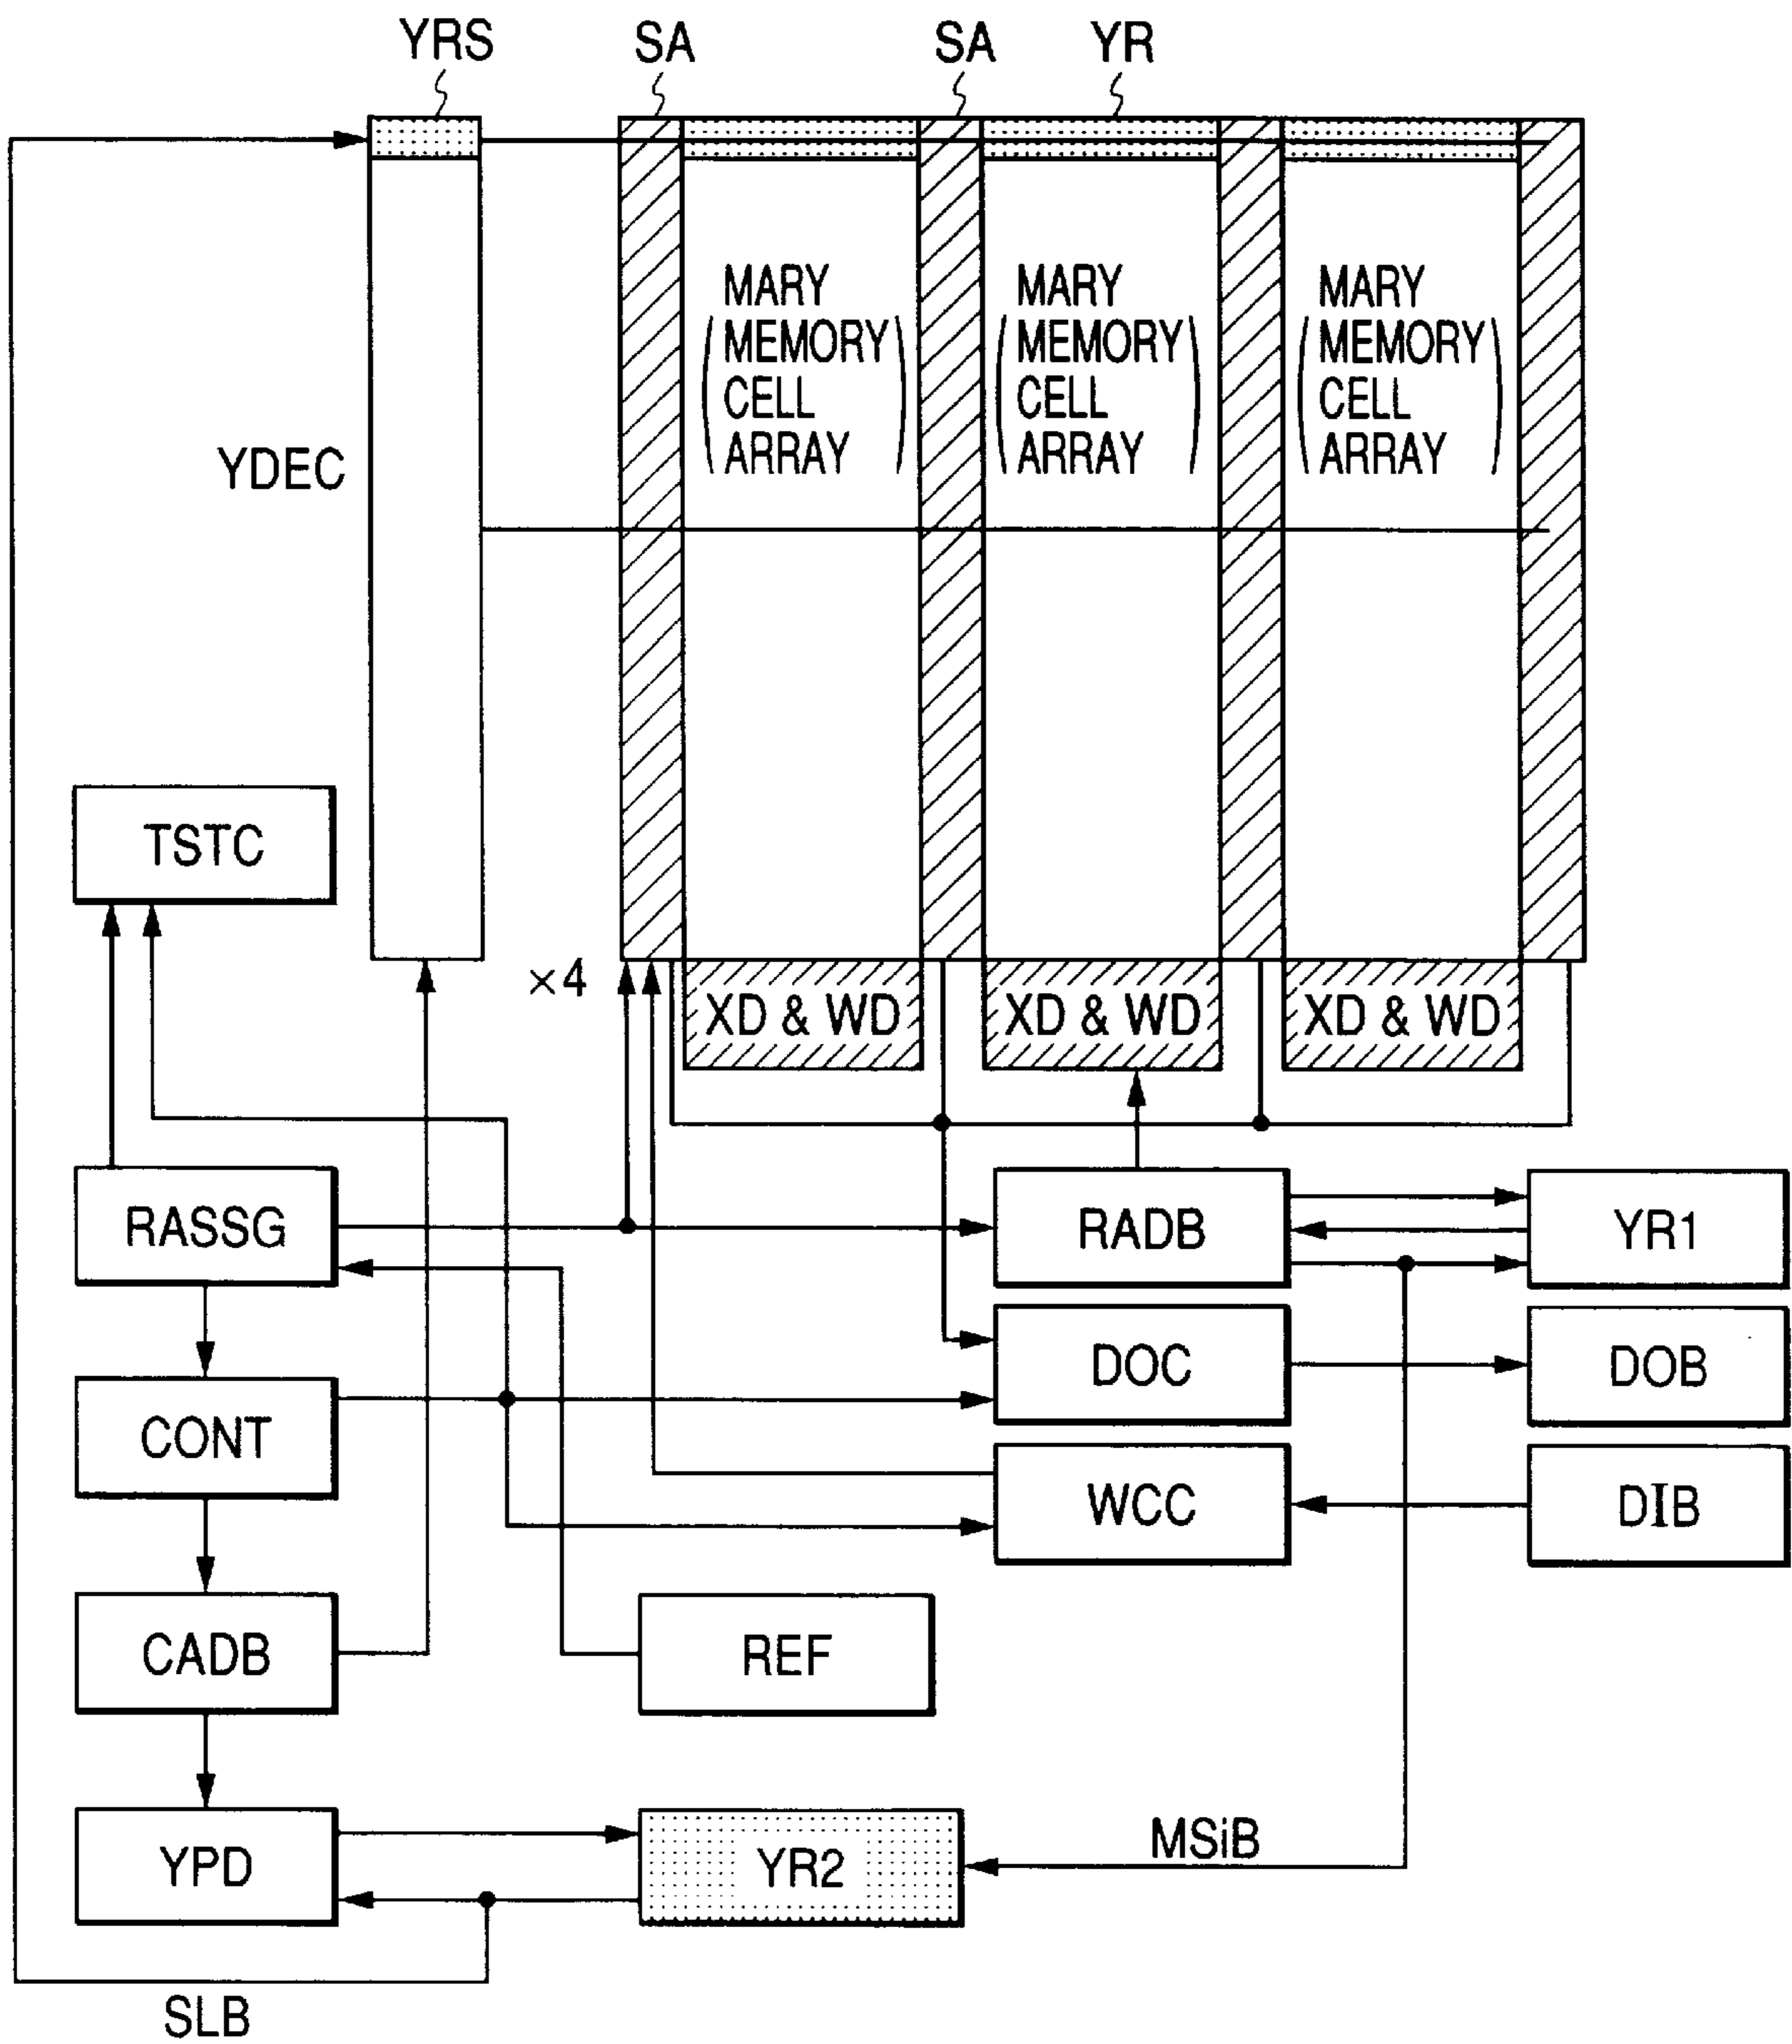 YRS
SA
SA
YR
MARY
(MEMORY
CELL
ARRAY)
MARY
(MEMORY
CELL
ARRAY)
MARY
(MEMORY
CELL
ARRAY)
YDEC
TSTC
×4
XD & WD
XD & WD
XD & WD
RASSG
RADB
YR1
DOC
DOB
CONT
WCC
DIB
CADB
REF
YPD
YR2
MSiB
SLB